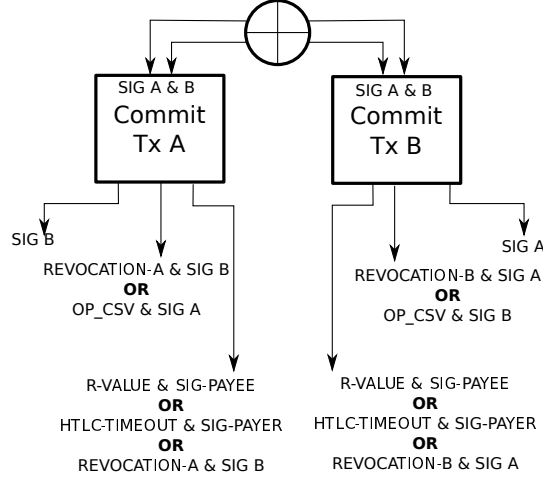 SIG A & B
Commit
Tx A
SIG A & B
Commit
Tx B
SIG B
REVOCATION-A & SIG B
OR
OP_CSV & SIG A
SIG A
REVOCATION-B & SIG A
OR
OP_CSV & SIG B
R-VALUE & SIG-PAYEE
OR
HTLC-TIMEOUT & SIG-PAYER
OR
REVOCATION-A & SIG B
R-VALUE & SIG-PAYEE
OR
HTLC-TIMEOUT & SIG-PAYER
OR
REVOCATION-B & SIG A